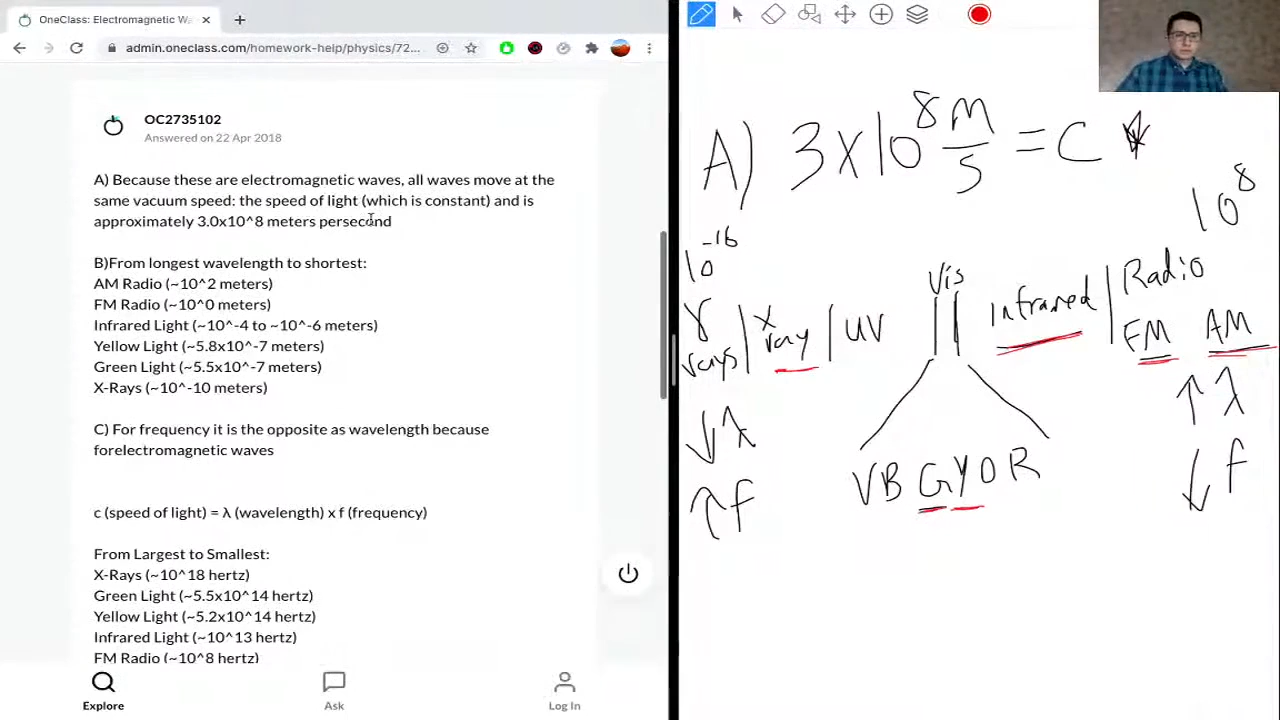 OneClass: Electromagnetic Wa
admin.oneclass.com/homework-help/physics/72...
OC2735102
Answered on 22 Apr 2018
A) Because these are electromagnetic waves, all waves move at the
same vacuum speed: the speed of light (which is constant) and is
approximately 3.0x10^8 meters persecond
B)From longest wavelength to shortest:
AM Radio (~10^2 meters)
FM Radio (~10^0 meters)
Infrared Light (~10^-4 to ~10^-6 meters)
Yellow Light (~5.8x10^-7 meters)
Green Light (~5.5x10^-7 meters)
X-Rays (~10^-10 meters)
C) For frequency it is the opposite as wavelength because
forelectromagnetic waves
c (speed of light) = λ (wavelength) x f (frequency)
From Largest to Smallest:
X-Rays (~10^18 hertz)
Green Light (~5.5x10^14 hertz)
Yellow Light (~5.2x10^14 hertz)
Infrared Light (~10^13 hertz)
FM Radio (~10^8 hertz)
Explore
Ask
Log In
A) 3x10^8 M/S = C
10^-16
10^8
γ rays | x ray | UV || Vis Infrared | Radio
FM AM
↓λ
↑f
VB GYOR
↑λ
↓f